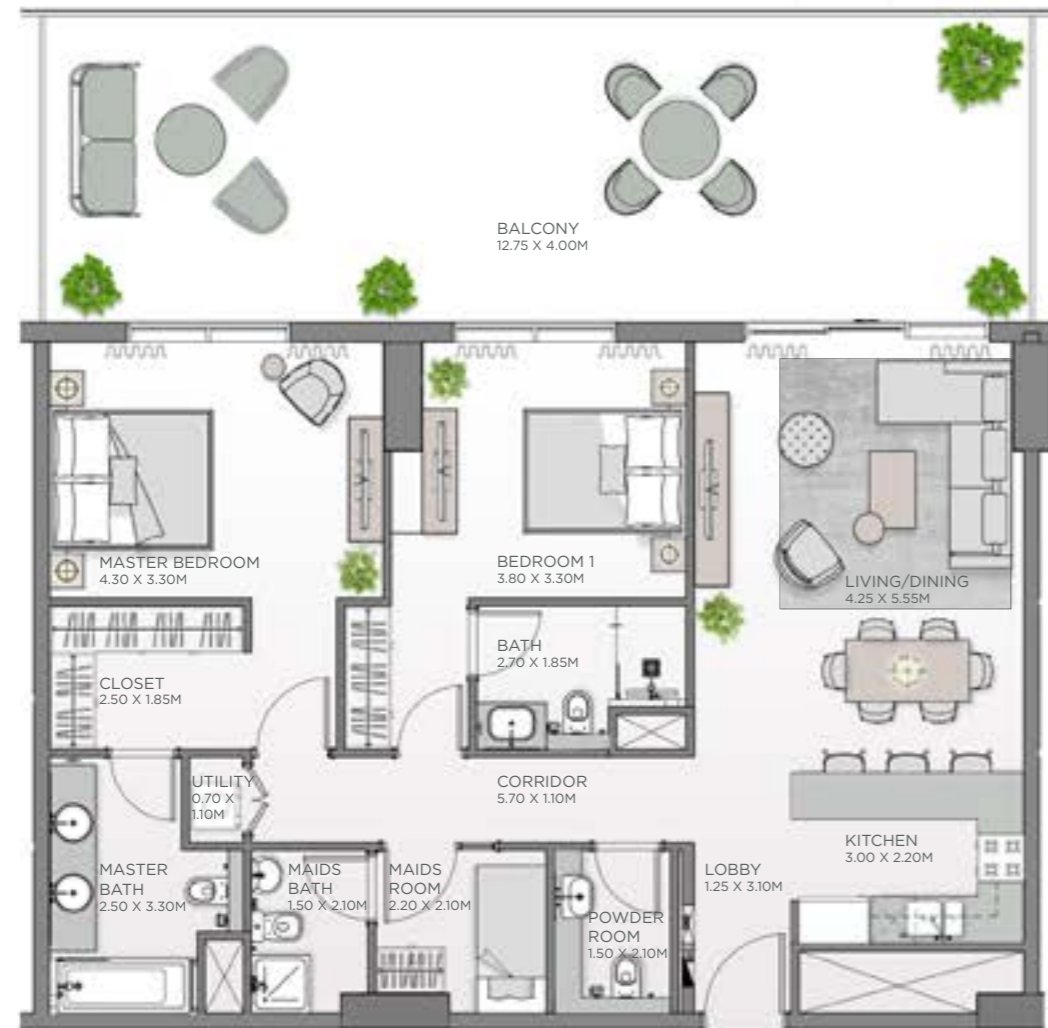 BALCONY
12.75 X 4.00M
MASTER BEDROOM
4.30 X 3.30M
BEDROOM 1
3.80 X 3.30M
LIVING/DINING
4.25 X 5.55M
BATH
2.70 X 1.85M
CLOSET
2.50 X 1.85M
UTILITY
0.70 X
1.10M
CORRIDOR
5.70 X 1.10M
KITCHEN
3.00 X 2.20M
MASTER
BATH
2.50 X 3.30M
MAIDS
BATH
1.50 X 2.10M
MAIDS
ROOM
2.20 X 2.10M
LOBBY
1.25 X 3.10M
POWDER
ROOM
1.50 X 2.10M